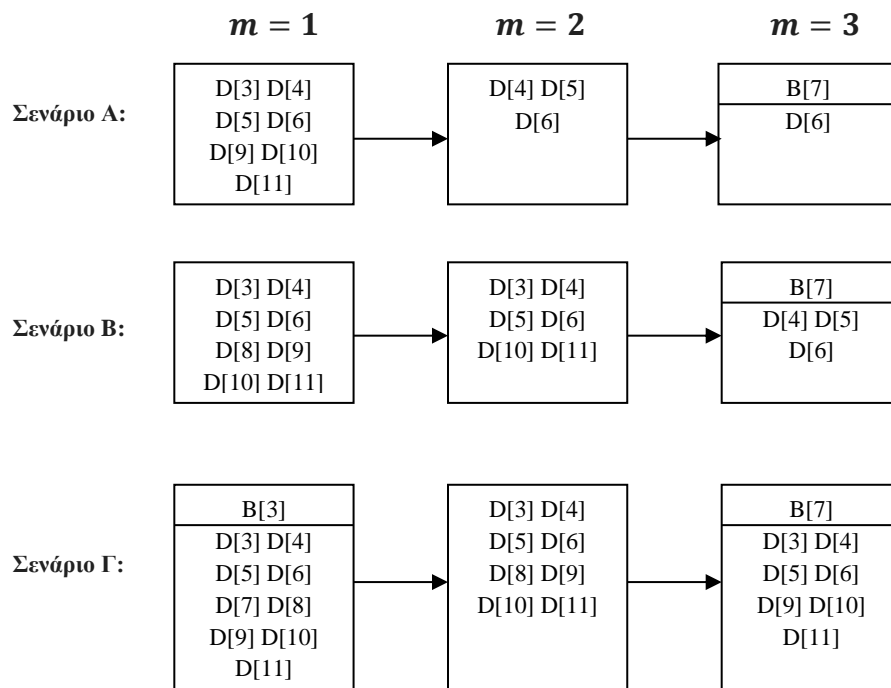 m = 1
m = 2
m = 3
Σενάριο Α:
D[3] D[4]
D[5] D[6]
D[9] D[10]
D[11]
D[4] D[5]
D[6]
B[7]
D[6]
Σενάριο Β:
D[3] D[4]
D[5] D[6]
D[8] D[9]
D[10] D[11]
D[3] D[4]
D[5] D[6]
D[10] D[11]
B[7]
D[4] D[5]
D[6]
Σενάριο Γ:
B[3]
D[3] D[4]
D[5] D[6]
D[7] D[8]
D[9] D[10]
D[11]
D[3] D[4]
D[5] D[6]
D[8] D[9]
D[10] D[11]
B[7]
D[3] D[4]
D[5] D[6]
D[9] D[10]
D[11]